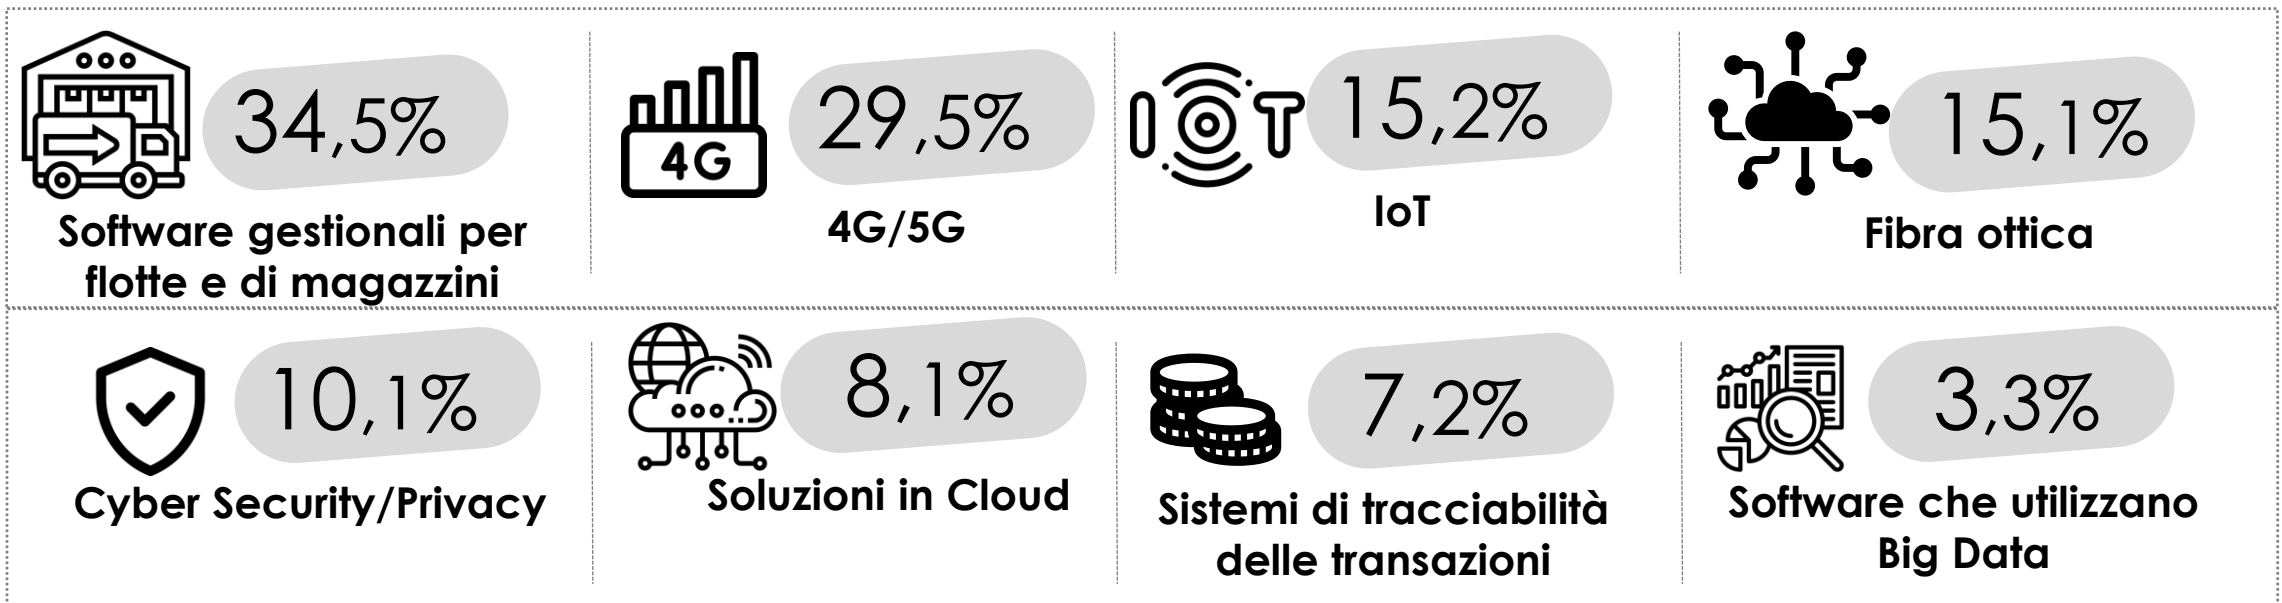 34,5%
Software gestionali per
flotte e di magazzini
4G
29,5%
4G/5G
IOT
15,2%
IoT
15,1%
Fibra ottica
10,1%
Cyber Security/Privacy
8,1%
Soluzioni in Cloud
7,2%
Sistemi di tracciabilità
delle transazioni
3,3%
Software che utilizzano
Big Data